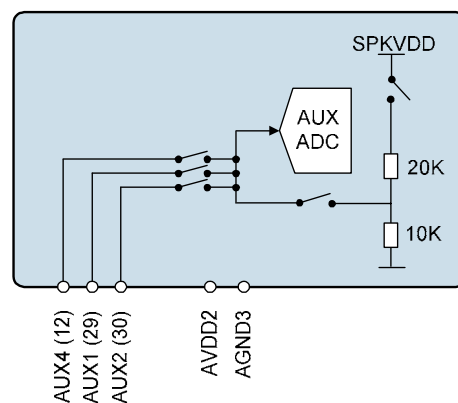 SPKVDD
AUX
ADC
20K
10K
AUX4 (12)
AUX1 (29)
AUX2 (30)
AVDD2
AGND3